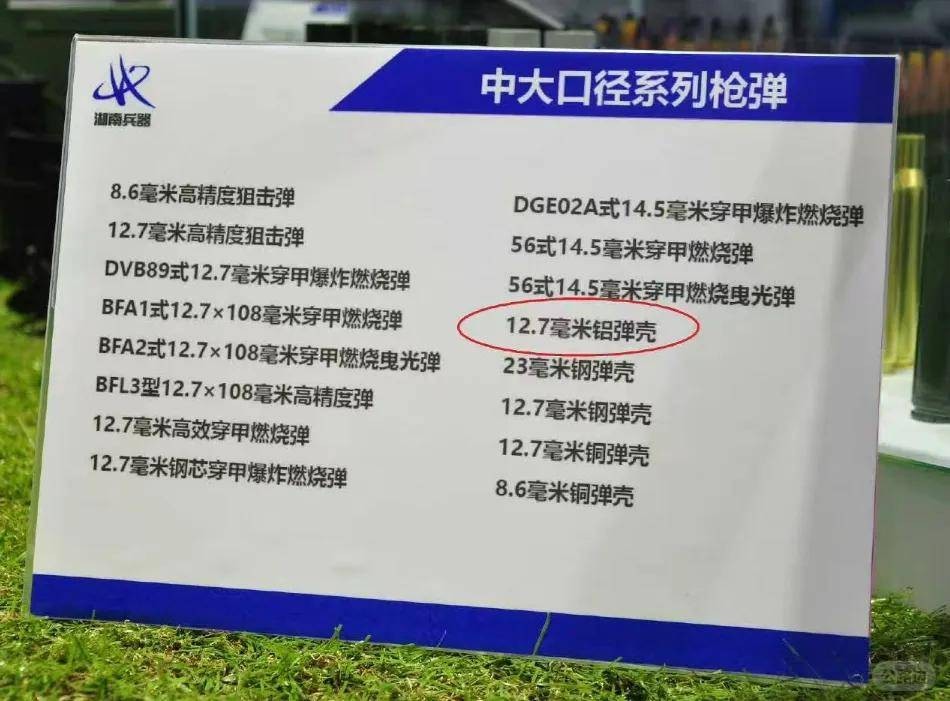 湖南兵器
中大口径系列枪弹
8.6毫米高精度狙击弹
12.7毫米高精度狙击弹
DVB89式12.7毫米穿甲爆炸燃烧弹
BFA1式12.7×108毫米穿甲燃烧弹
BFA2式12.7×108毫米穿甲燃烧曳光弹
BFL3型12.7×108毫米高精度弹
12.7毫米高效穿甲燃烧弹
12.7毫米钢芯穿甲爆炸燃烧弹
DGE02A式14.5毫米穿甲爆炸燃烧弹
56式14.5毫米穿甲燃烧弹
56式14.5毫米穿甲燃烧曳光弹
12.7毫米铝弹壳
23毫米钢弹壳
12.7毫米钢弹壳
12.7毫米铜弹壳
8.6毫米铜弹壳